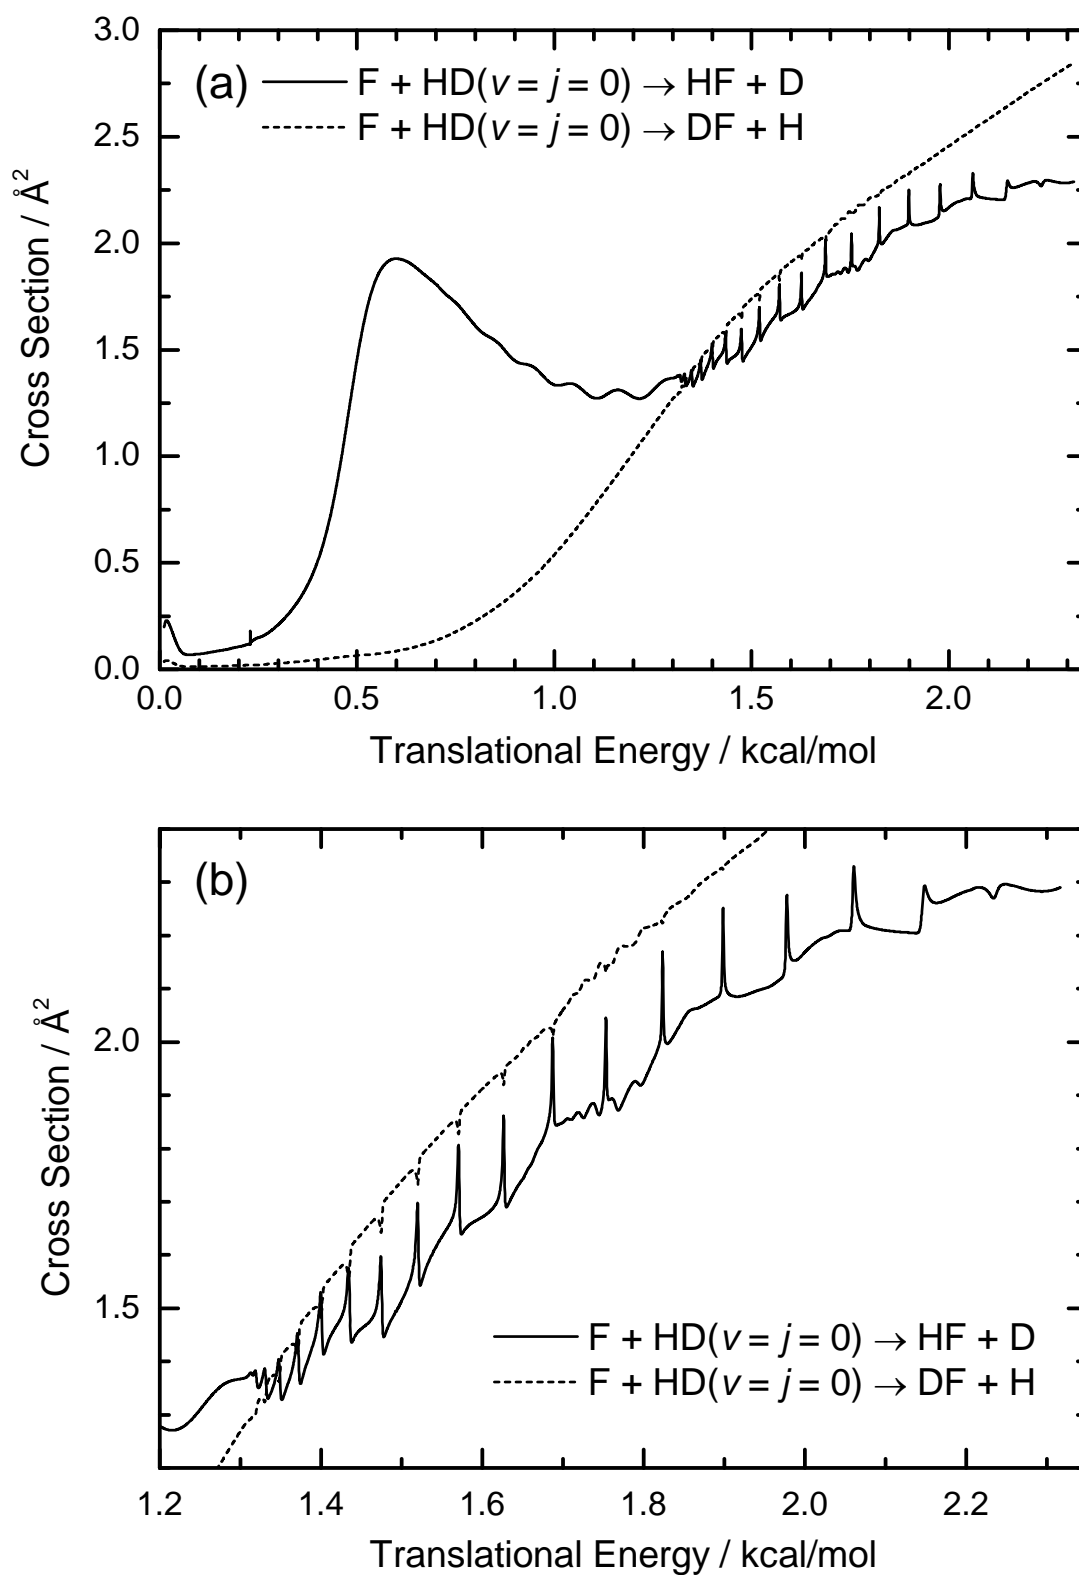 3.0
(a)
F + HD(v = j = 0) → HF + D
F + HD(v = j = 0) → DF + H
2.5
2.0
1.5
1.0
0.5
0.0
Cross Section / Å²
0.0 0.5 1.0 1.5 2.0
Translational Energy / kcal/mol
(b)
2.0
1.5
Cross Section / Å²
F + HD(v = j = 0) → HF + D
F + HD(v = j = 0) → DF + H
1.2 1.4 1.6 1.8 2.0 2.2
Translational Energy / kcal/mol